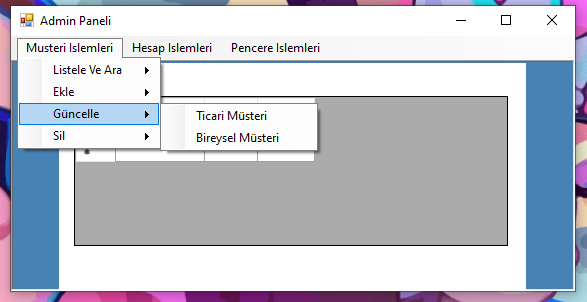 Admin Paneli
Musteri Islemleri Hesap Islemleri Pencere Islemleri
Listele Ve Ara
Ekle
Güncelle
Sil
Ticari Müsteri
Bireysel Müsteri